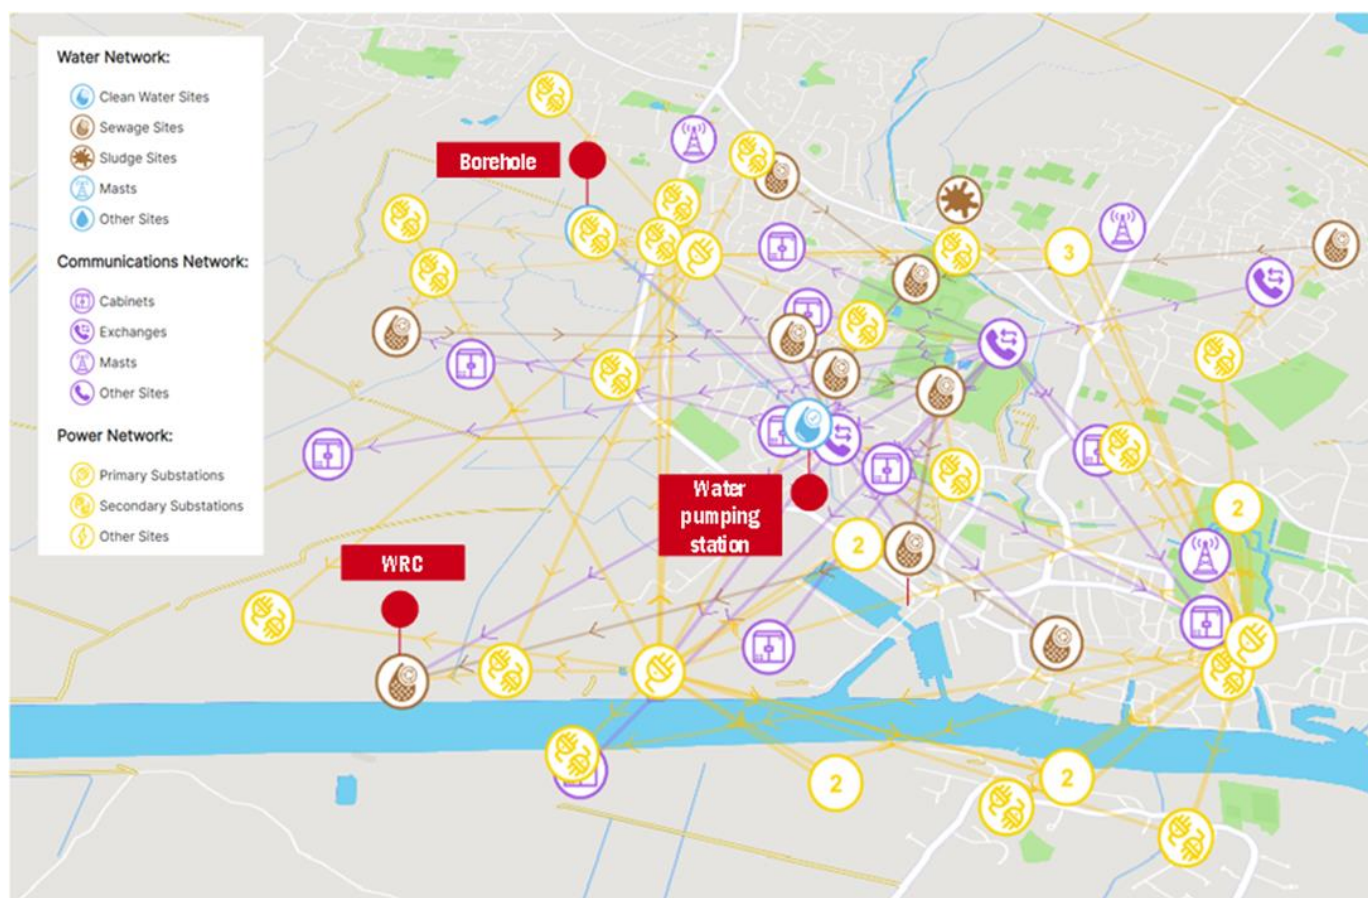 Water Network:
Clean Water Sites
Sewage Sites
Sludge Sites
Masts
Other Sites
Communications Network:
Cabinets
Exchanges
Masts
Other Sites
Power Network:
Primary Substations
Secondary Substations
Other Sites
Borehole
3
Water
pumping
station
2
2
WRC
2
2